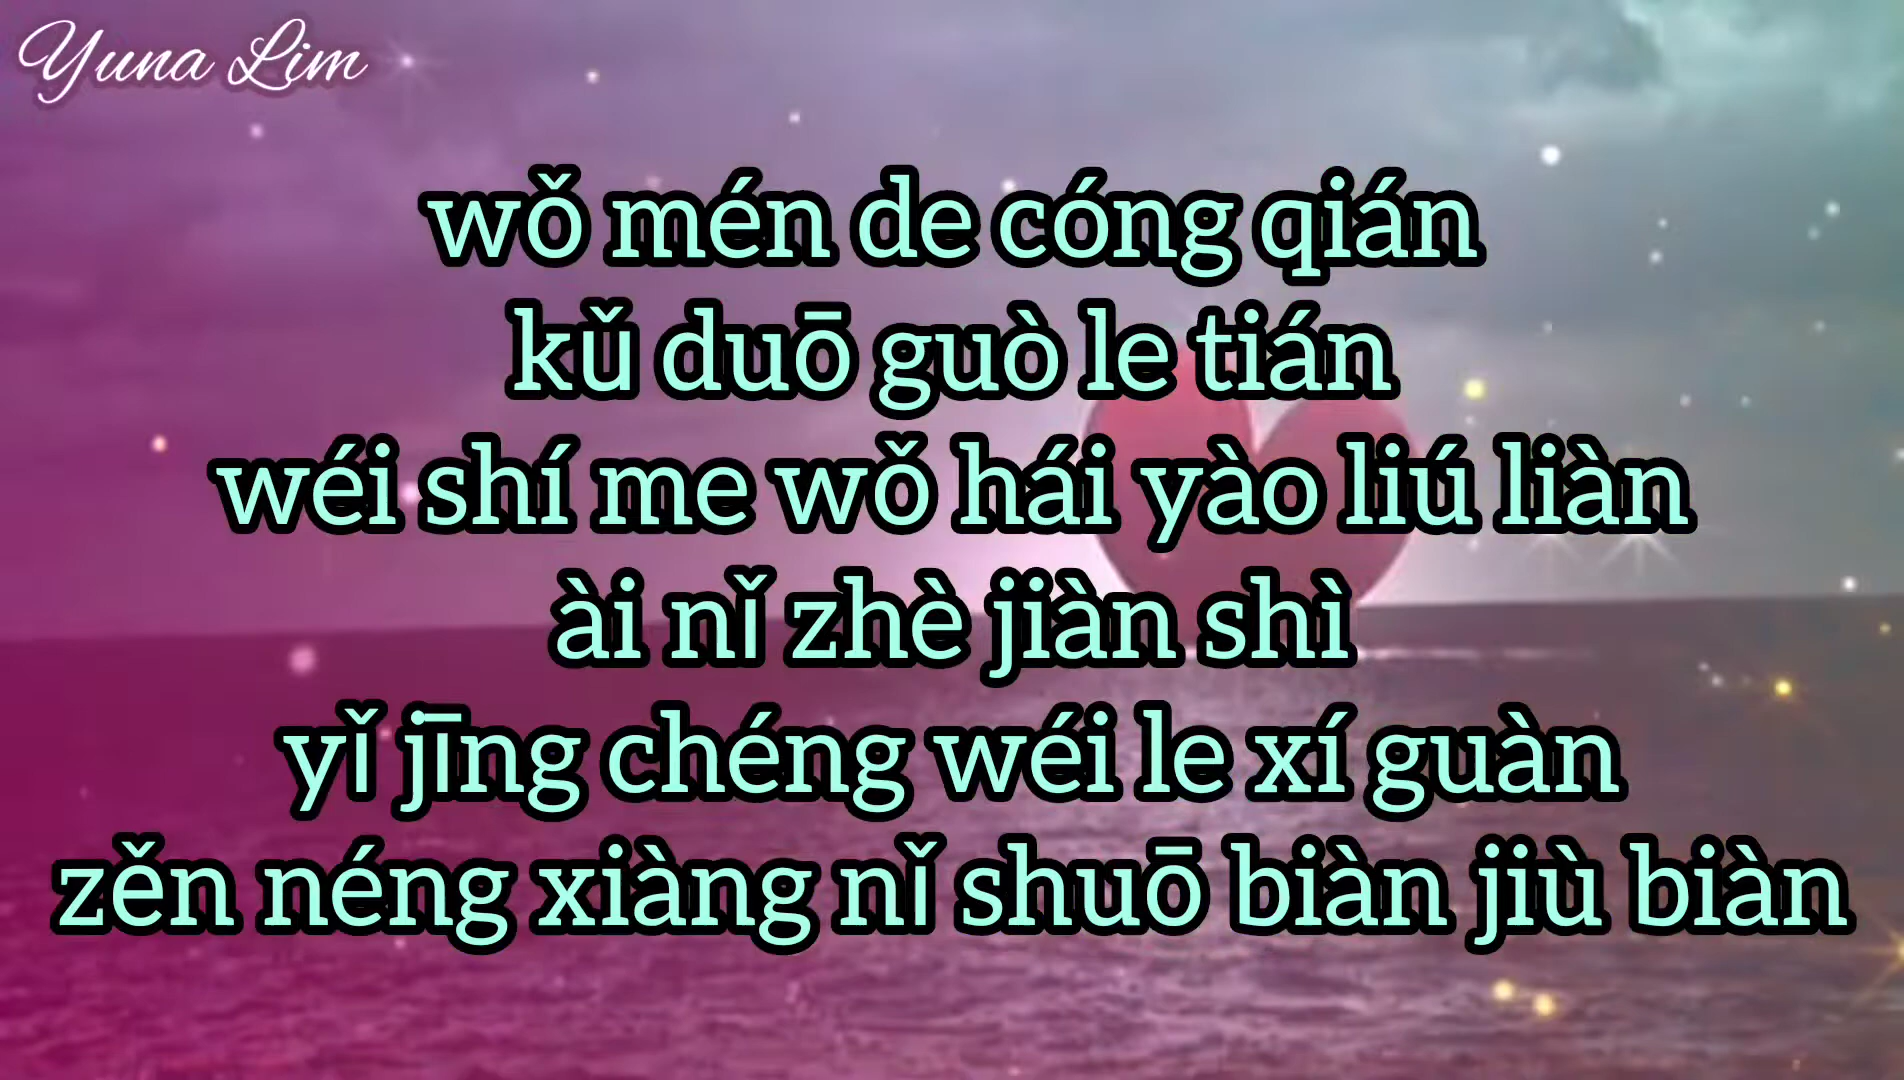 Yuna Lim
wǒ mén de cóng qián
kǔ duō guò le tián
wéi shí me wǒ hái yào liú liàn
ài nǐ zhè jiàn shì
yǐ jīng chéng wéi le xí guàn
zěn néng xiàng nǐ shuō biàn jiù biàn